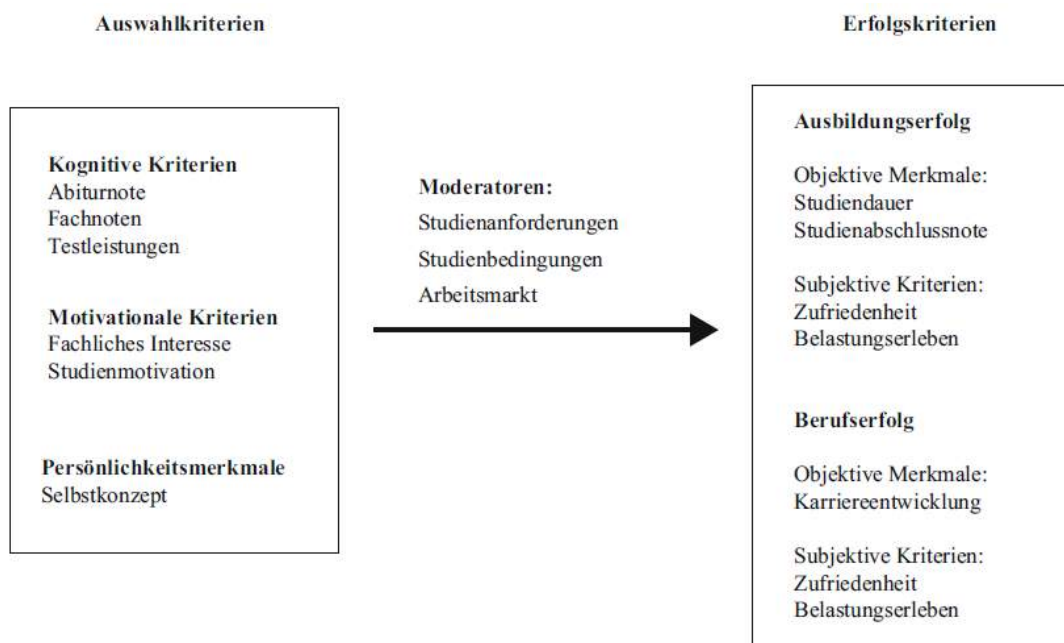 Auswahlkriterien
Kognitive Kriterien
Abiturnote
Fachnoten
Testleistungen
Motivationale Kriterien
Fachliches Interesse
Studienmotivation
Persönlichkeitsmerkmale
Selbstkonzept
Moderatoren:
Studienanforderungen
Studienbedingungen
Arbeitsmarkt
Erfolgskriterien
Ausbildungserfolg
Objektive Merkmale:
Studiendauer
Studienabschlussnote
Subjektive Kriterien:
Zufriedenheit
Belastungserleben
Berufserfolg
Objektive Merkmale:
Karriereentwicklung
Subjektive Kriterien:
Zufriedenheit
Belastungserleben